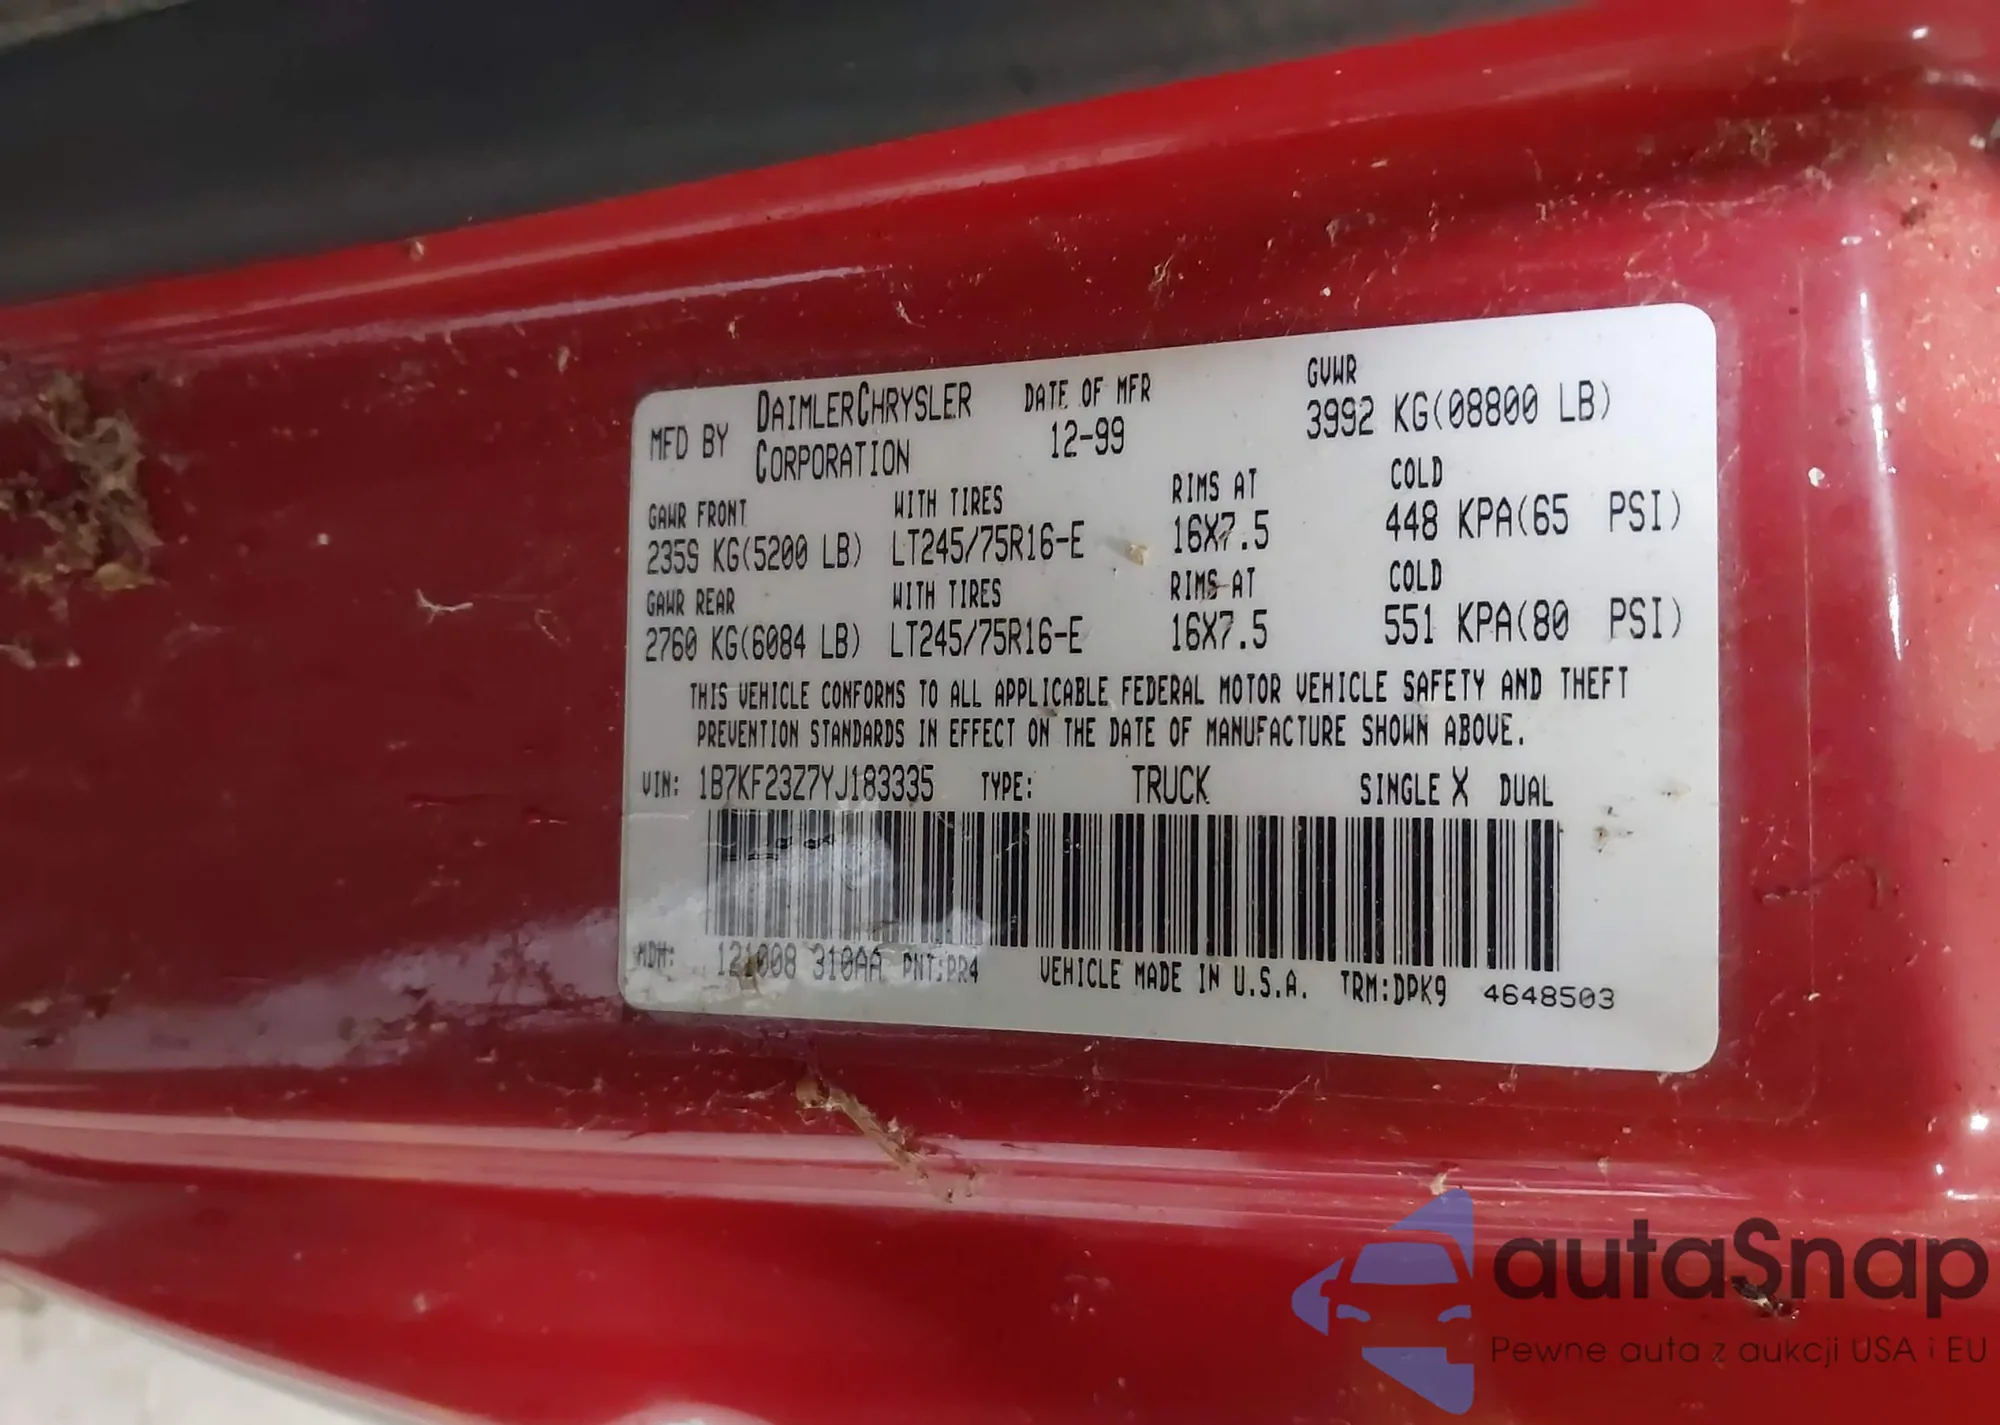 MFD BY DAIMLERCHRYSLER CORPORATION DATE OF MFR 12-99 GVWR 3992 KG(08800 LB)
GAWR FRONT WITH TIRES RIMS AT COLD
2359 KG(5200 LB) LT245/75R16-E 16X7.5 448 KPA(65 PSI)
GAWR REAR WITH TIRES RIMS AT COLD
2760 KG(6084 LB) LT245/75R16-E 16X7.5 551 KPA(80 PSI)
THIS VEHICLE CONFORMS TO ALL APPLICABLE FEDERAL MOTOR VEHICLE SAFETY AND THEFT
PREVENTION STANDARDS IN EFFECT ON THE DATE OF MANUFACTURE SHOWN ABOVE.
VIN: 1B7KF23Z7YJ183335 TYPE: TRUCK SINGLE X DUAL
MDH: 121008 310AA PNT:PR4 VEHICLE MADE IN U.S.A. TRM:DPK9 4648503
autaSnap
Pewne auta z aukcji USA i EU